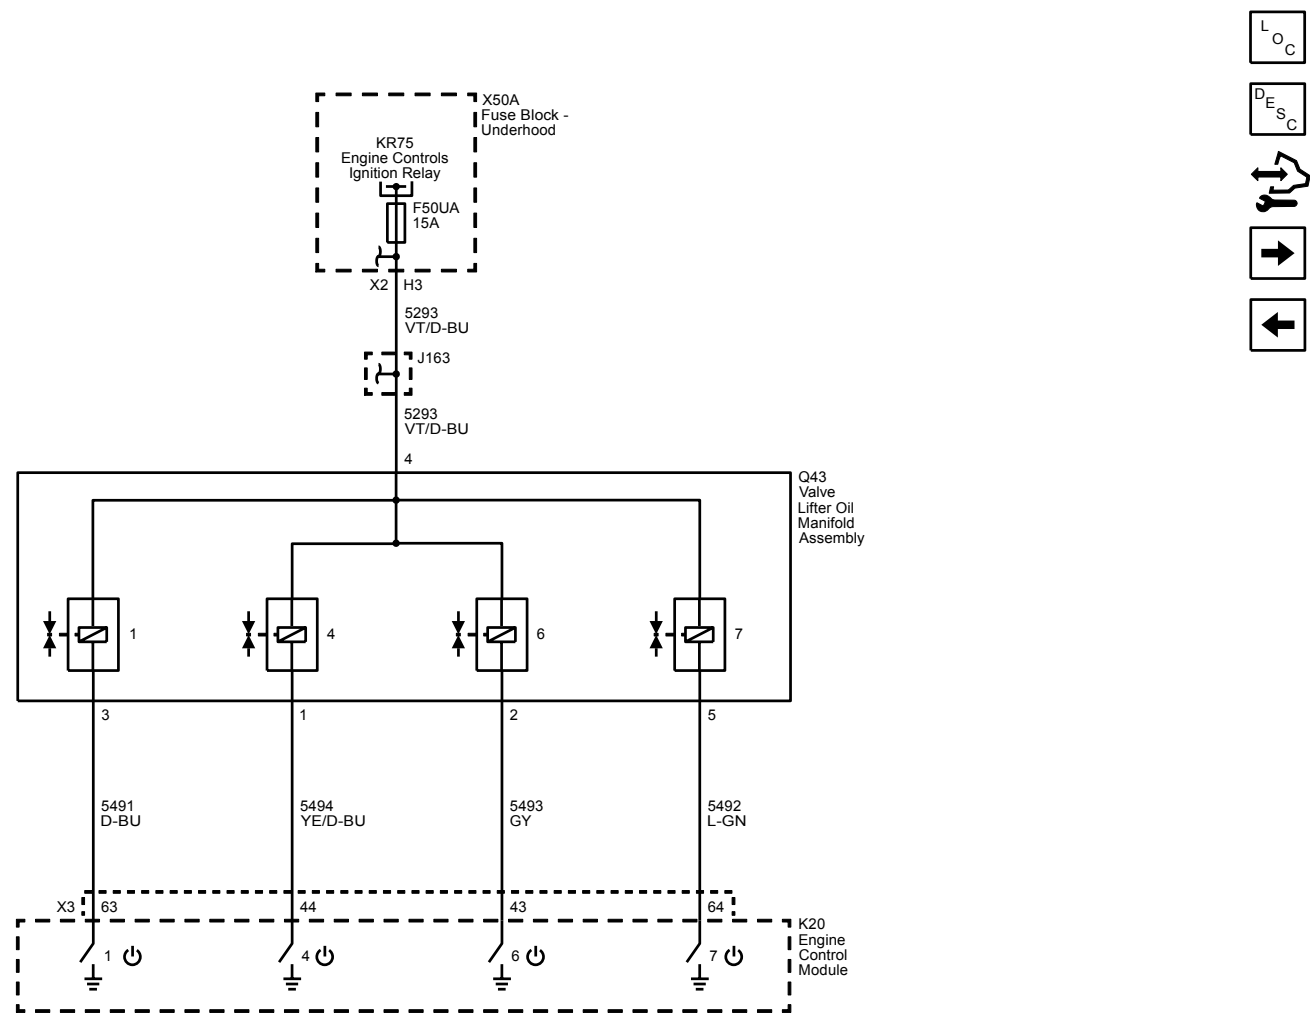 L
O
C
D
E
S
C
X50A
Fuse Block -
Underhood
KR75
Engine Controls
Ignition Relay
F50UA
15A
X2 H3
5293
VT/D-BU
J163
5293
VT/D-BU
4
Q43
Valve
Lifter Oil
Manifold
Assembly
1 4 6 7
3 1 2 5
5491 5494 5493 5492
D-BU YE/D-BU GY L-GN
X3 63 44 43 64
K20
Engine
Control
Module
1 4 6 7